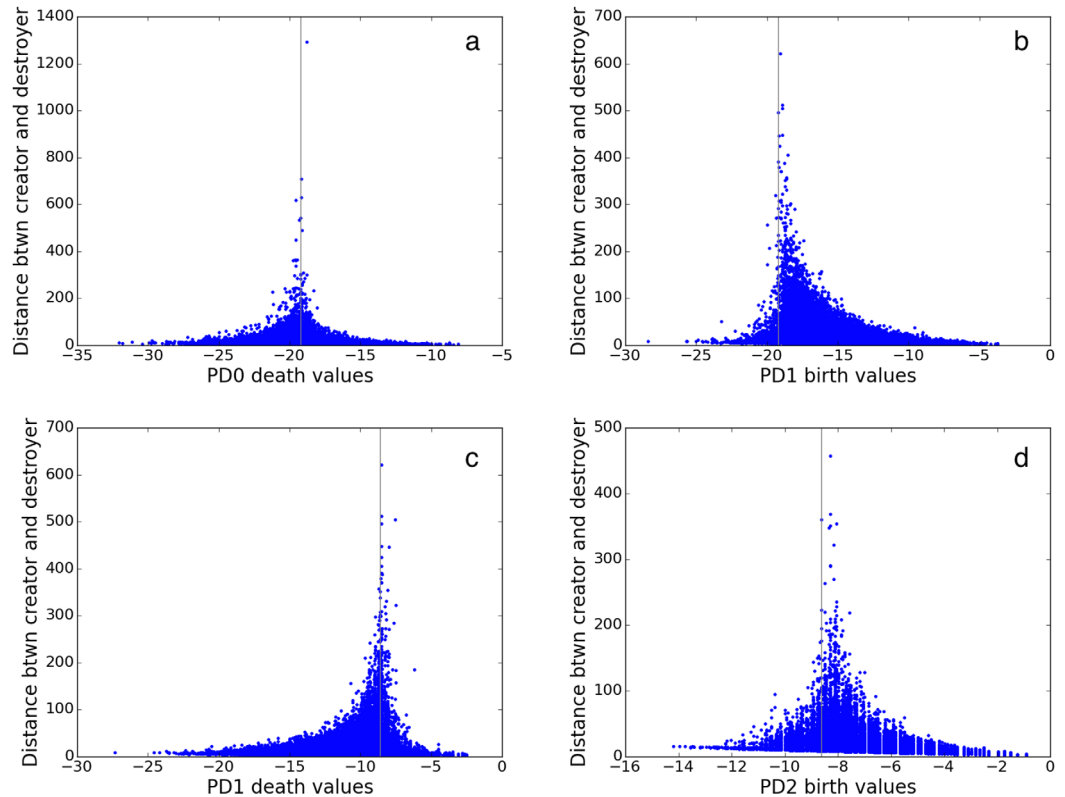 a
Distance btwn creator and destroyer
1400
1200
1000
800
600
400
200
0
−35 −30 −25 −20 −15 −10 −5
PD0 death values
b
Distance btwn creator and destroyer
700
600
500
400
300
200
100
0
−30 −25 −20 −15 −10 −5 0
PD1 birth values
c
Distance btwn creator and destroyer
700
600
500
400
300
200
100
0
−30 −25 −20 −15 −10 −5 0
PD1 death values
d
Distance btwn creator and destroyer
500
400
300
200
100
0
−16 −14 −12 −10 −8 −6 −4 −2 0
PD2 birth values